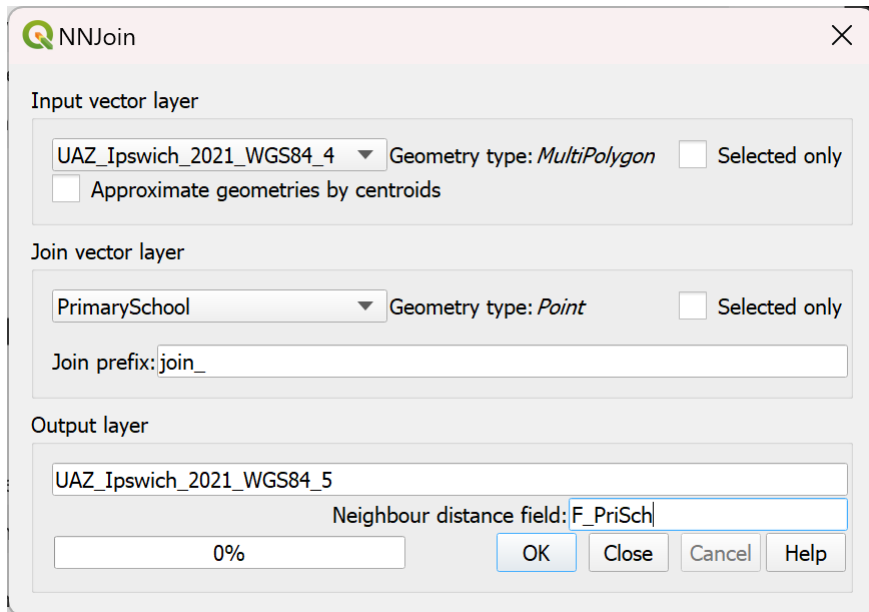 NNJoin
Input vector layer
UAZ_Ipswich_2021_WGS84_4 Geometry type: MultiPolygon Selected only
Approximate geometries by centroids
Join vector layer
PrimarySchool Geometry type: Point Selected only
Join prefix: join_
Output layer
UAZ_Ipswich_2021_WGS84_5
Neighbour distance field: F_PriSch
0% OK Close Cancel Help